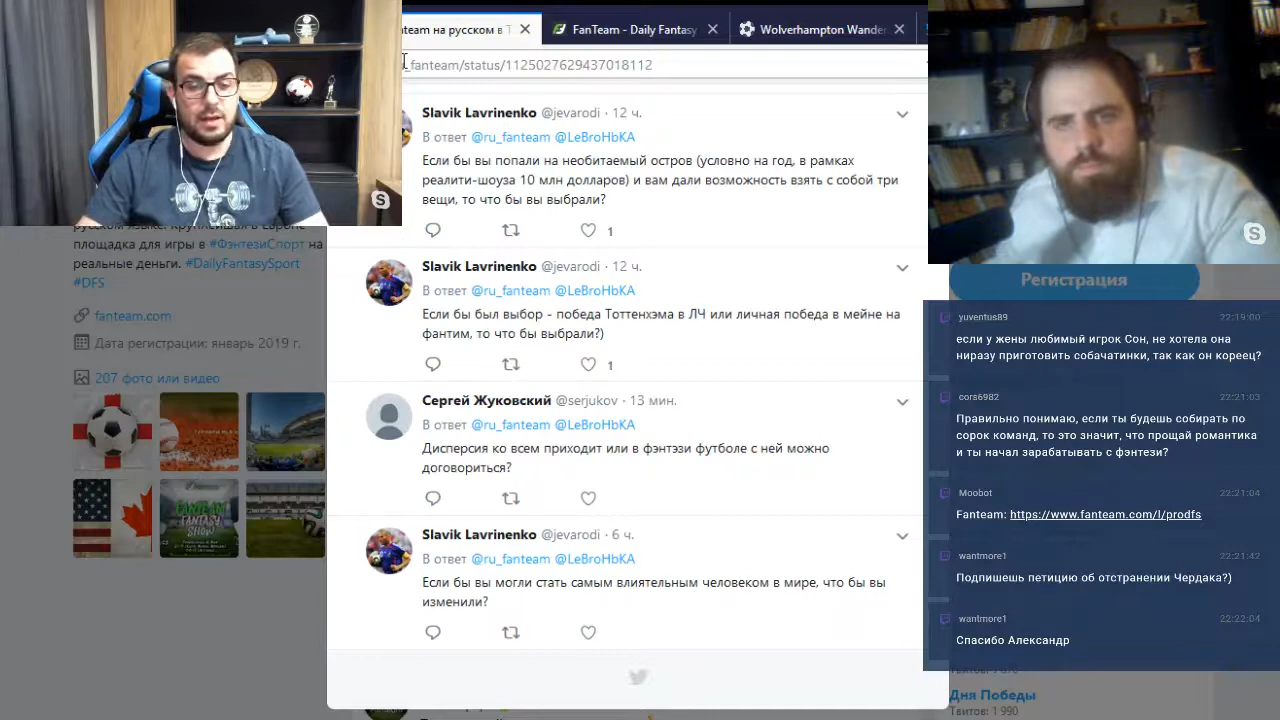 team на русском в Т
FanTeam - Daily Fantasy
Wolverhampton Wande
_fanteam/status/1125027629437018112
Slavik Lavrinenko @jevarodi · 12 ч.
В ответ @ru_fanteam @LeBroHbKA
Если бы вы попали на необитаемый остров (условно на год, в рамках
реалити-шоуза 10 млн долларов) и вам дали возможность взять с собой три
вещи, то что бы вы выбрали?
1
Slavik Lavrinenko @jevarodi · 12 ч.
В ответ @ru_fanteam @LeBroHbKA
Если бы был выбор - победа Тоттенхэма в ЛЧ или личная победа в мейне на
фантим, то что бы выбрали?)
1
Сергей Жуковский @serjukov · 13 мин.
В ответ @ru_fanteam @LeBroHbKA
Дисперсия ко всем приходит или в фэнтэзи футболе с ней можно
договориться?
Slavik Lavrinenko @jevarodi · 6 ч.
В ответ @ru_fanteam @LeBroHbKA
Если бы вы могли стать самым влиятельным человеком в мире, что бы вы
изменили?
русском языке. Крупнейшая в Европе
площадка для игры в #ФэнтезиСпорт на
реальные деньги. #DailyFantasySport
#DFS
fanteam.com
Дата регистрации: январь 2019 г.
207 фото или видео
FANTEAM
FANTASY
SHOW
Регистрация
yuventus89 22:19:00
если у жены любимый игрок Сон, не хотела она
ниразу приготовить собачатинки, так как он кореец?
cors6982 22:21:03
Правильно понимаю, если ты будешь собирать по
сорок команд, то это значит, что прощай романтика
и ты начал зарабатывать с фэнтези?
Moobot 22:21:04
Fanteam: https://www.fanteam.com/l/prodfs
wantmore1 22:21:42
Подпишешь петицию об отстранении Чердака?)
wantmore1 22:22:04
Спасибо Александр
Дня Победы
Твитов: 1 990